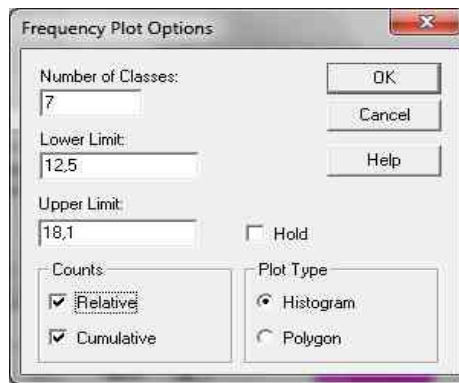 Frequency Plot Options
Number of Classes:
7
OK
Cancel
Lower Limit:
12,5
Help
Upper Limit:
18,1
Hold
Counts
Relative
Cumulative
Plot Type
Histogram
Polygon